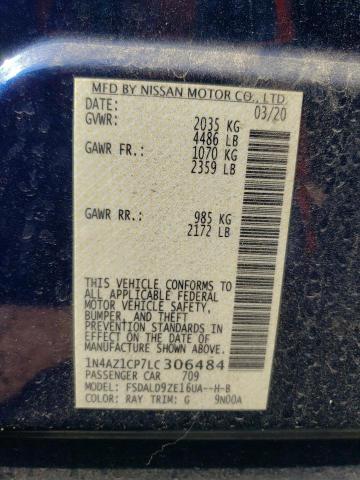 MFD BY NISSAN MOTOR CO., LTD.
DATE: 03/20
GVWR: 2035 KG
4486 LB
GAWR FR.: 1070 KG
2359 LB
GAWR RR.: 985 KG
2172 LB
THIS VEHICLE CONFORMS TO
ALL APPLICABLE FEDERAL
MOTOR VEHICLE SAFETY,
BUMPER, AND THEFT
PREVENTION STANDARDS IN
EFFECT ON THE DATE OF
MANUFACTURE SHOWN ABOVE.
1N4AZ1CP7LC306484
PASSENGER CAR 709
MODEL: FSDALD9ZE16UA--H-B
COLOR: RAY TRIM: G 9N00A